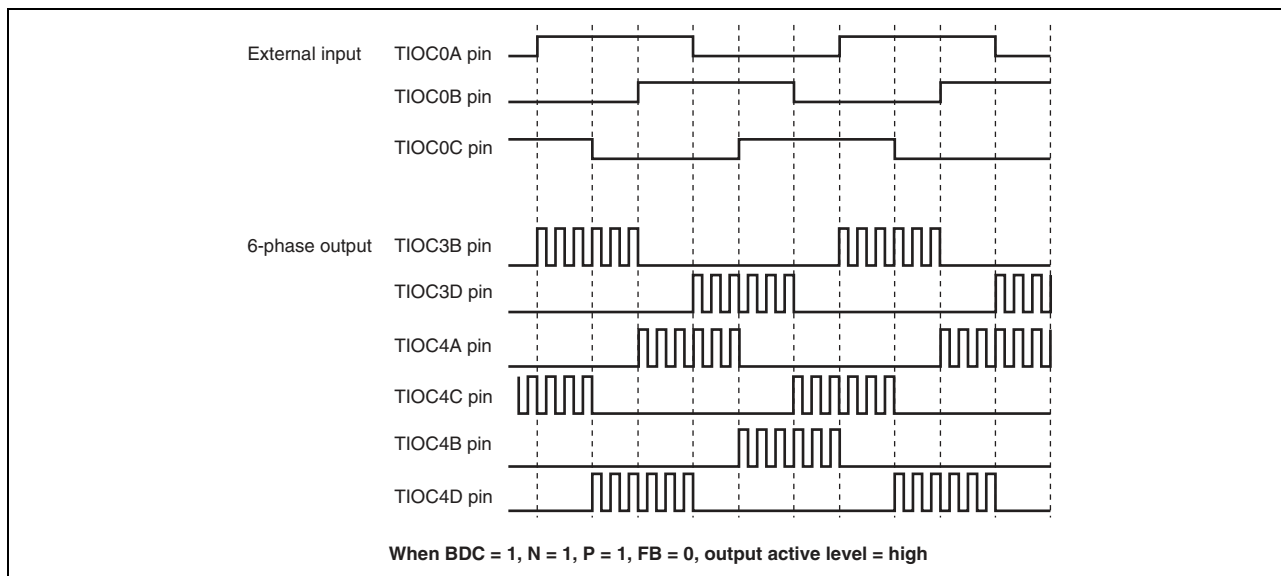 External input TIOC0A pin
TIOC0B pin
TIOC0C pin
6-phase output TIOC3B pin
TIOC3D pin
TIOC4A pin
TIOC4C pin
TIOC4B pin
TIOC4D pin
When BDC = 1, N = 1, P = 1, FB = 0, output active level = high